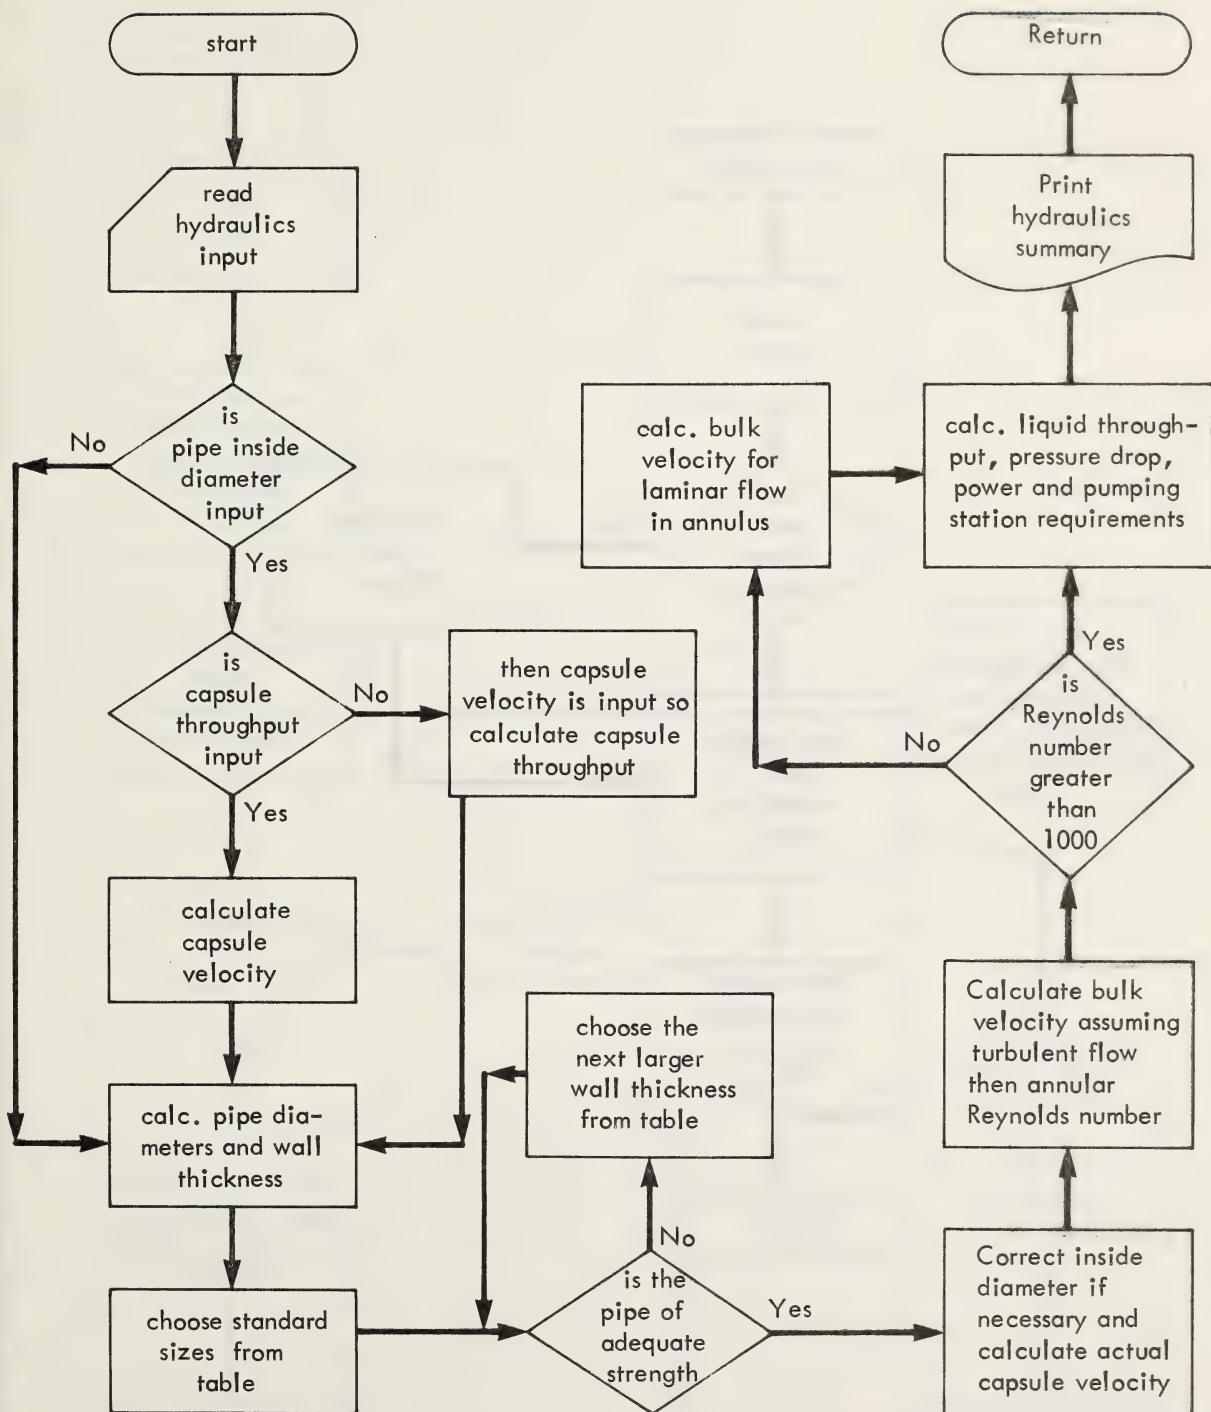 start
read
hydraulics
input
is
pipe inside
diameter
input
No
Yes
is
capsule
throughput
input
No
Yes
then capsule
velocity is input so
calculate capsule
throughput
calculate
capsule
velocity
calc. pipe dia-
meters and wall
thickness
choose standard
sizes from
table
choose the
next larger
wall thickness
from table
No
is the
pipe of
adequate
strength
Yes
Correct inside
diameter if
necessary and
calculate actual
capsule velocity
Calculate bulk
velocity assuming
turbulent flow
then annular
Reynolds number
is
Reynolds
number
greater
than
1000
No
Yes
calc. bulk
velocity for
laminar flow
in annulus
calc. liquid through-
put, pressure drop,
power and pumping
station requirements
Print
hydraulics
summary
Return